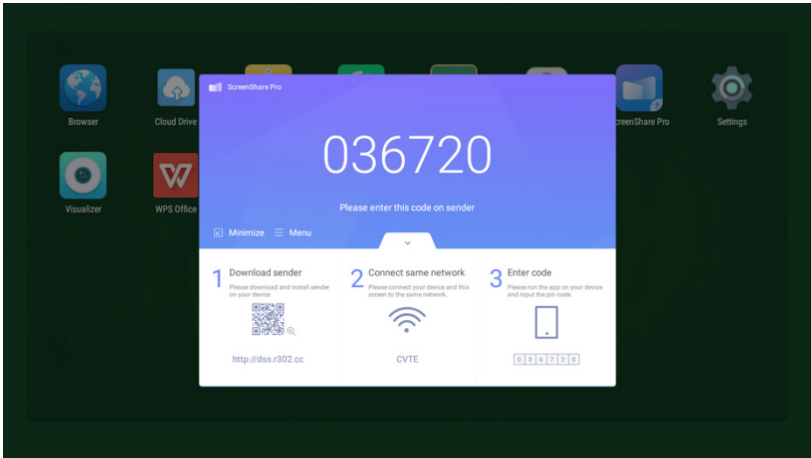 ScreenShare Pro
Browser
Cloud Drive
ScreenShare Pro
Settings
Visualizer
WPS Office
036720
Please enter this code on sender
Minimize
Menu
1 Download sender
Please download and install sender
on your device
http://dss.r302.cc
2 Connect same network
Please connect your device and this
screen to the same network.
CVTE
3 Enter code
Please run the app on your device
and input the pin code.
0 3 6 7 2 0